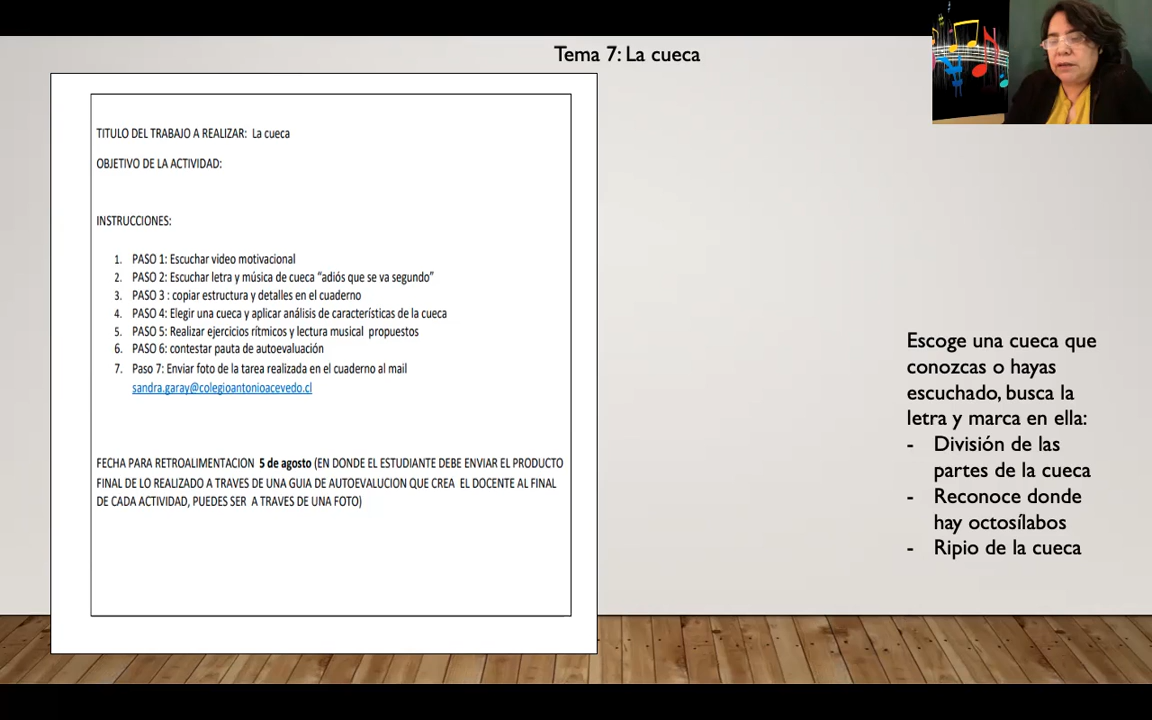 Tema 7: La cueca
TITULO DEL TRABAJO A REALIZAR: La cueca
OBJETIVO DE LA ACTIVIDAD:
INSTRUCCIONES:
1. PASO 1: Escuchar video motivacional
2. PASO 2: Escuchar letra y música de cueca “adiós que se va segundo”
3. PASO 3 : copiar estructura y detalles en el cuaderno
4. PASO 4: Elegir una cueca y aplicar análisis de características de la cueca
5. PASO 5: Realizar ejercicios rítmicos y lectura musical propuestos
6. PASO 6: contestar pauta de autoevaluación
7. Paso 7: Enviar foto de la tarea realizada en el cuaderno al mail
sandra.garay@colegioantonioacevedo.cl
FECHA PARA RETROALIMENTACION 5 de agosto (EN DONDE EL ESTUDIANTE DEBE ENVIAR EL PRODUCTO
FINAL DE LO REALIZADO A TRAVES DE UNA GUIA DE AUTOEVALUCION QUE CREA EL DOCENTE AL FINAL
DE CADA ACTIVIDAD, PUEDES SER A TRAVES DE UNA FOTO)
Escoge una cueca que
conozcas o hayas
escuchado, busca la
letra y marca en ella:
- División de las
partes de la cueca
- Reconoce donde
hay octosílabos
- Ripio de la cueca